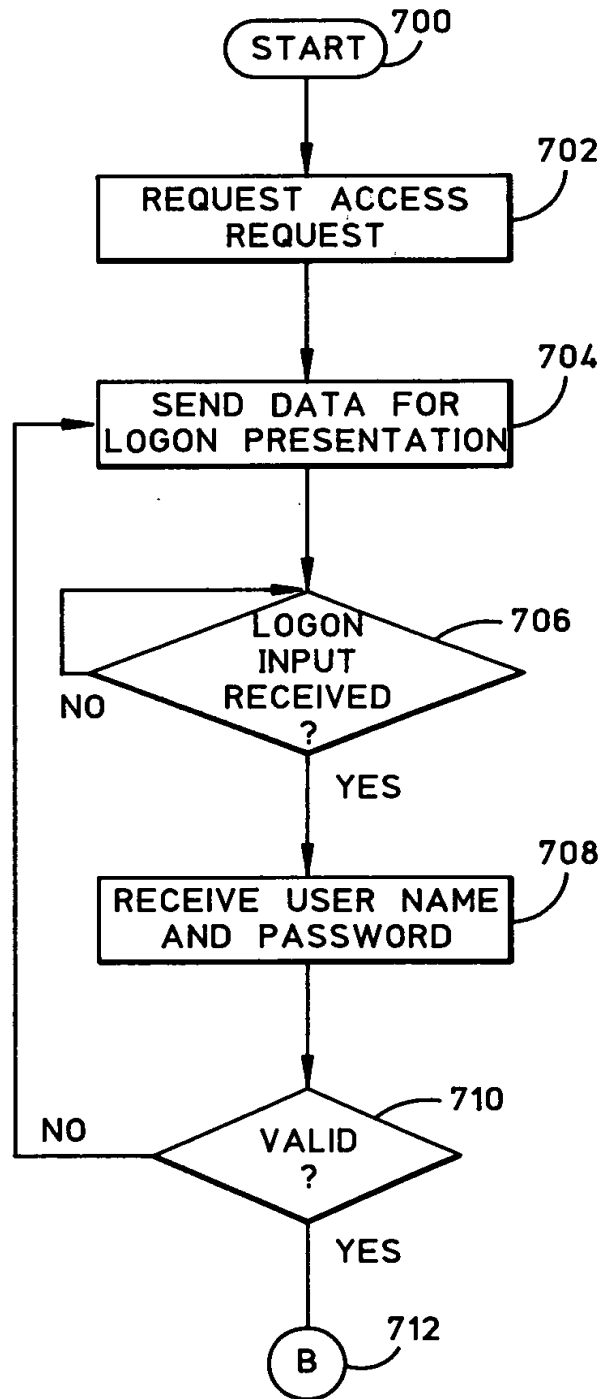 START
700
REQUEST ACCESS
REQUEST
702
SEND DATA FOR
LOGON PRESENTATION
704
LOGON
INPUT
RECEIVED
?
706
NO
YES
RECEIVE USER NAME
AND PASSWORD
708
VALID
?
710
NO
YES
B
712